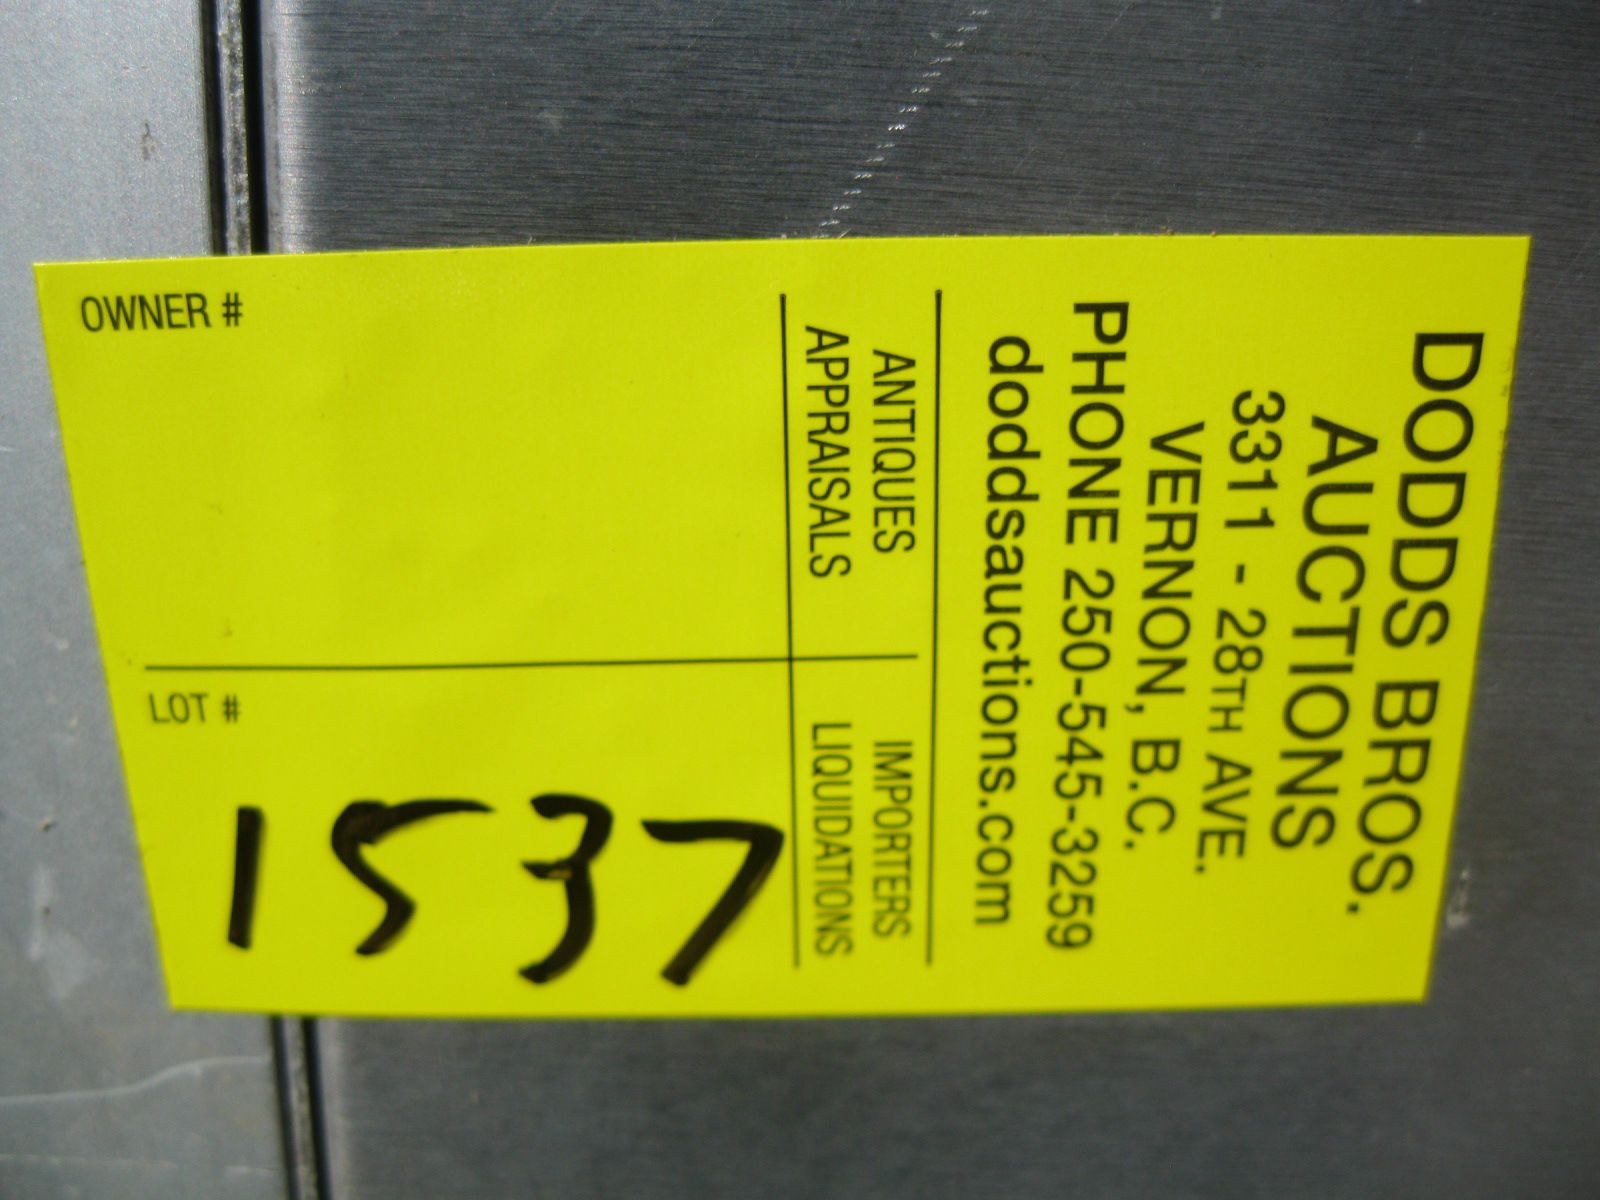 DODDS BROS.
AUCTIONS
3311 - 28TH AVE.
VERNON, B.C.
PHONE 250-545-3259
doddsauctions.com
ANTIQUES
APPRAISALS
IMPORTERS
LIQUIDATIONS
OWNER #
LOT #
1537